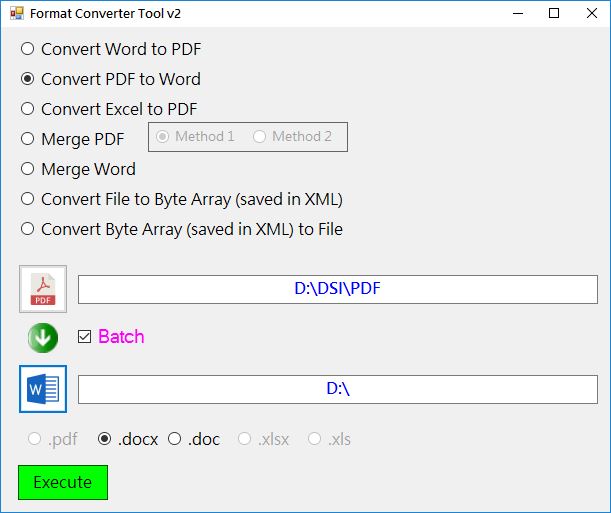 Format Converter Tool v2
Convert Word to PDF
Convert PDF to Word
Convert Excel to PDF
Merge PDF Method 1 Method 2
Merge Word
Convert File to Byte Array (saved in XML)
Convert Byte Array (saved in XML) to File
PDF D:\DSI\PDF
Batch
W D:\
.pdf .docx .doc .xlsx .xls
Execute